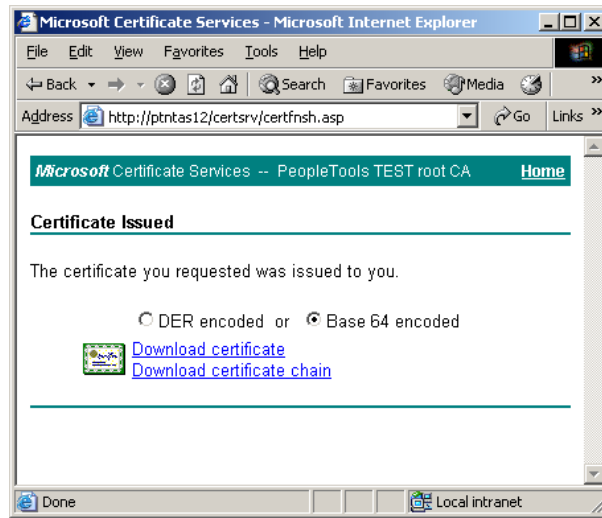 Microsoft Certificate Services - Microsoft Internet Explorer
File Edit View Favorites Tools Help
Back Search Favorites Media »
Address http://ptntas12/certsrv/certfnsh.asp Go Links »
Microsoft Certificate Services -- PeopleTools TEST root CA Home
Certificate Issued
The certificate you requested was issued to you.
DER encoded or Base 64 encoded
Download certificate
Download certificate chain
Done Local intranet